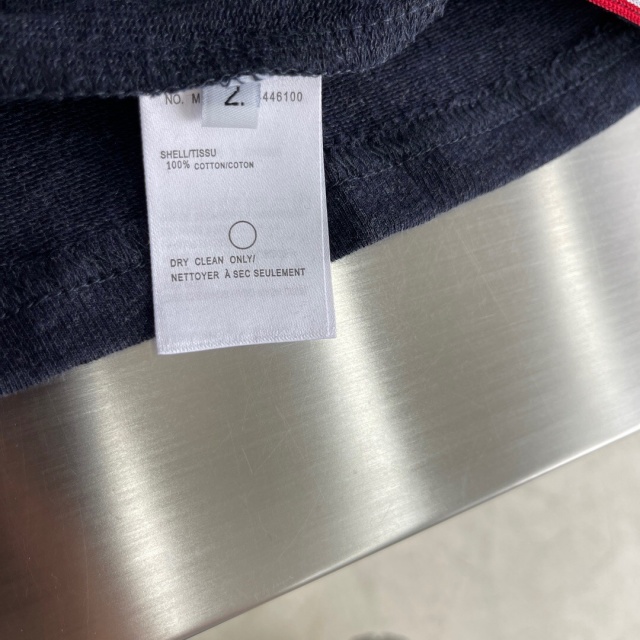 NO. M
2.
446100
SHELL/TISSU
100% COTTON/COTON
DRY CLEAN ONLY/
NETTOYER À SEC SEULEMENT